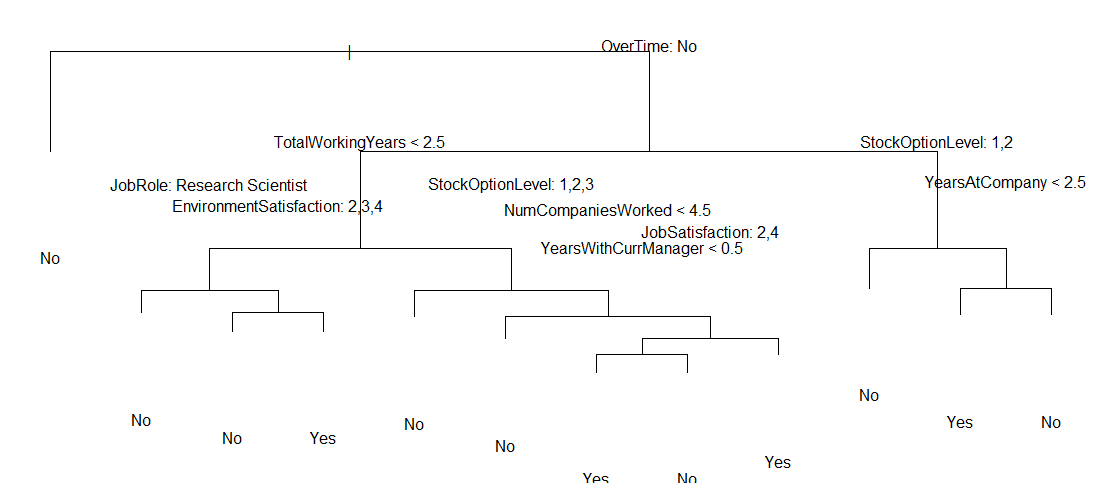 OverTime: No
TotalWorkingYears < 2.5
StockOptionLevel: 1,2
JobRole: Research Scientist
StockOptionLevel: 1,2,3
YearsAtCompany < 2.5
EnvironmentSatisfaction: 2,3,4
NumCompaniesWorked < 4.5
JobSatisfaction: 2,4
YearsWithCurrManager < 0.5
No
No
No
Yes
No
No
Yes
No
Yes
No
Yes
No